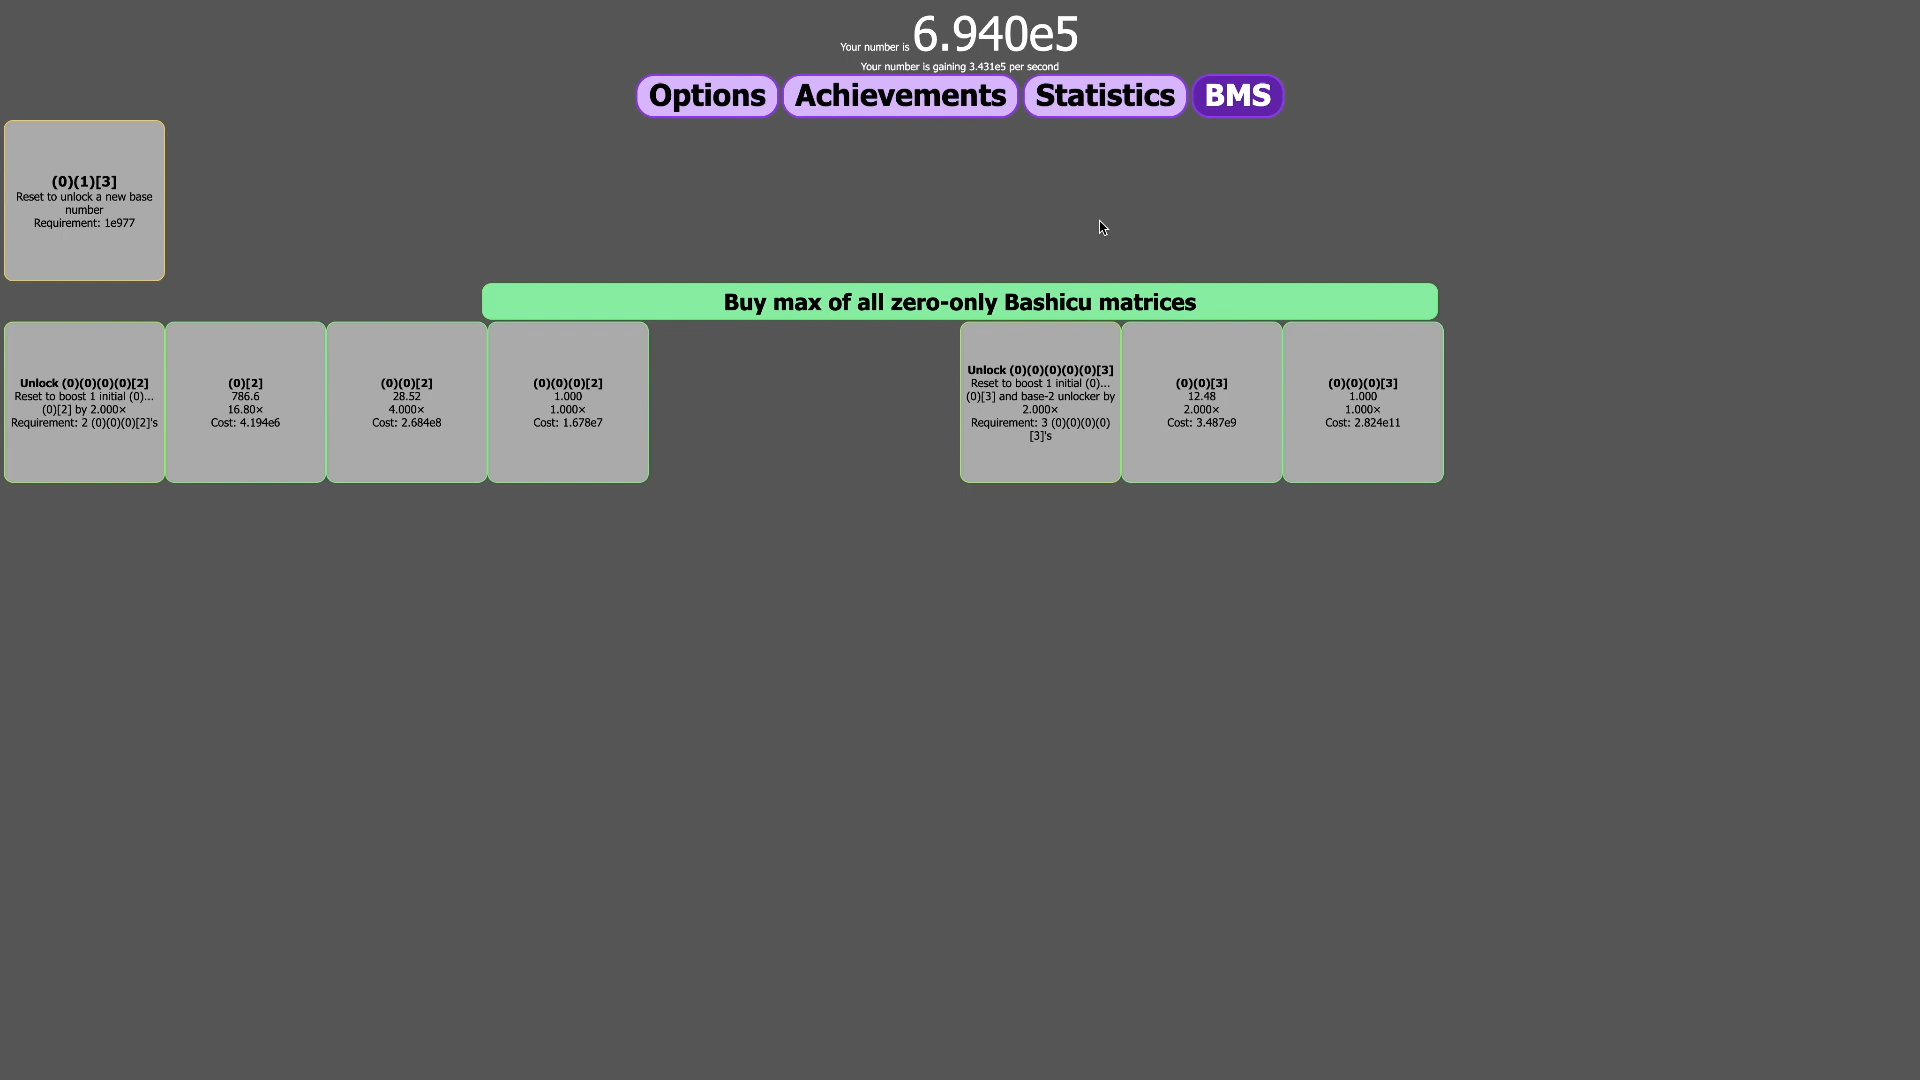 Your number is 6.940e5
Your number is gaining 3.431e5 per second
Options Achievements Statistics BMS
(0)(1)[3]
Reset to unlock a new base
number
Requirement: 1e977
Buy max of all zero-only Bashicu matrices
Unlock (0)(0)(0)(0)[2]
Reset to boost 1 initial (0)...
(0)[2] by 2.000×
Requirement: 2 (0)(0)(0)[2]'s
(0)[2]
786.6
16.80×
Cost: 4.194e6
(0)(0)[2]
28.52
4.000×
Cost: 2.684e8
(0)(0)(0)[2]
1.000
1.000×
Cost: 1.678e7
Unlock (0)(0)(0)(0)(0)[3]
Reset to boost 1 initial (0)...
(0)[3] and base-2 unlocker by
2.000×
Requirement: 3 (0)(0)(0)(0)
[3]'s
(0)(0)[3]
12.48
2.000×
Cost: 3.487e9
(0)(0)(0)[3]
1.000
1.000×
Cost: 2.824e11